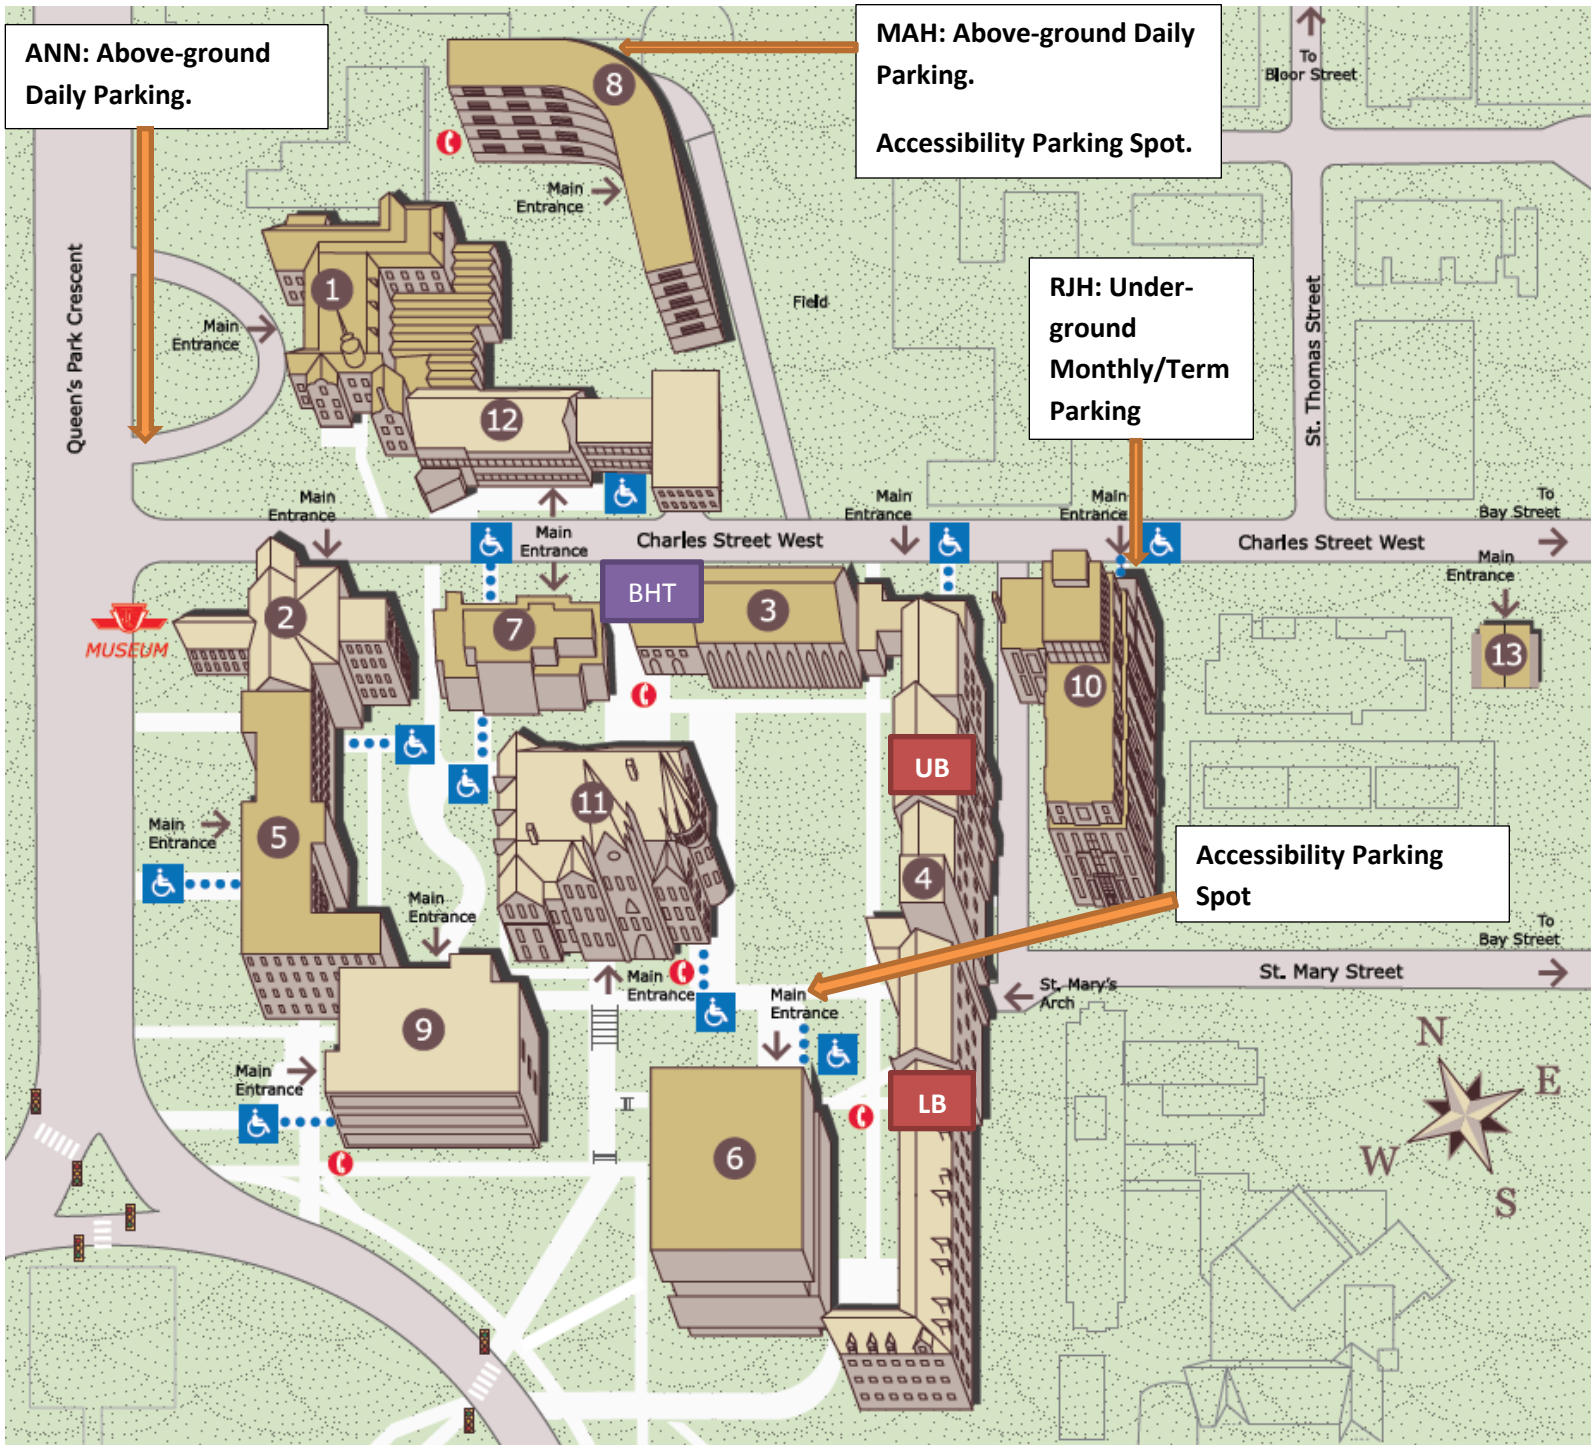 ANN: Above-ground
Daily Parking.
MAH: Above-ground Daily
Parking.
Accessibility Parking Spot.
To
Bloor Street
8
Main
Entrance
Queen's Park Crescent
1
Main
Entrance
Field
RJH: Under-
ground
Monthly/Term
Parking
St. Thomas Street
12
Main
Entrance
Main
Entrance
Main
Entrance
Main
Entrance
To
Bay Street
Charles Street West
Charles Street West
Main
Entrance
MUSEUM
2
7
BHT
3
10
13
UB
11
Main
Entrance
5
4
Accessibility Parking
Spot
Main
Entrance
To
Bay Street
Main
Entrance
St. Mary Street
Main
Entrance
St. Mary's
Arch
9
N
E
W
S
Main
Entrance
LB
6